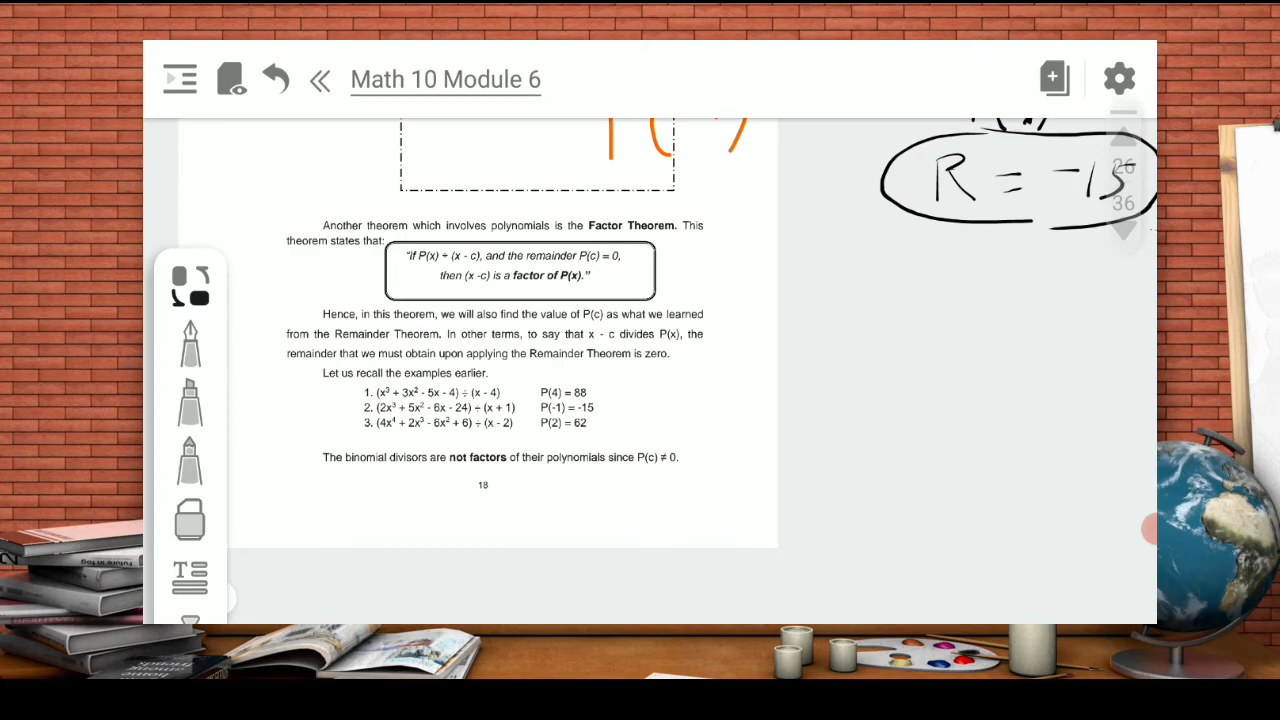 Math 10 Module 6
P( )
R = -15
26
36
Another theorem which involves polynomials is the Factor Theorem. This
theorem states that:
"If P(x) ÷ (x - c), and the remainder P(c) = 0,
then (x -c) is a factor of P(x)."
Hence, in this theorem, we will also find the value of P(c) as what we learned
from the Remainder Theorem. In other terms, to say that x - c divides P(x), the
remainder that we must obtain upon applying the Remainder Theorem is zero.
Let us recall the examples earlier.
1. (x³ + 3x² - 5x - 4) ÷ (x - 4) P(4) = 88
2. (2x³ + 5x² - 6x - 24) ÷ (x + 1) P(-1) = -15
3. (4x⁴ + 2x³ - 6x² + 6) ÷ (x - 2) P(2) = 62
The binomial divisors are not factors of their polynomials since P(c) ≠ 0.
18
T